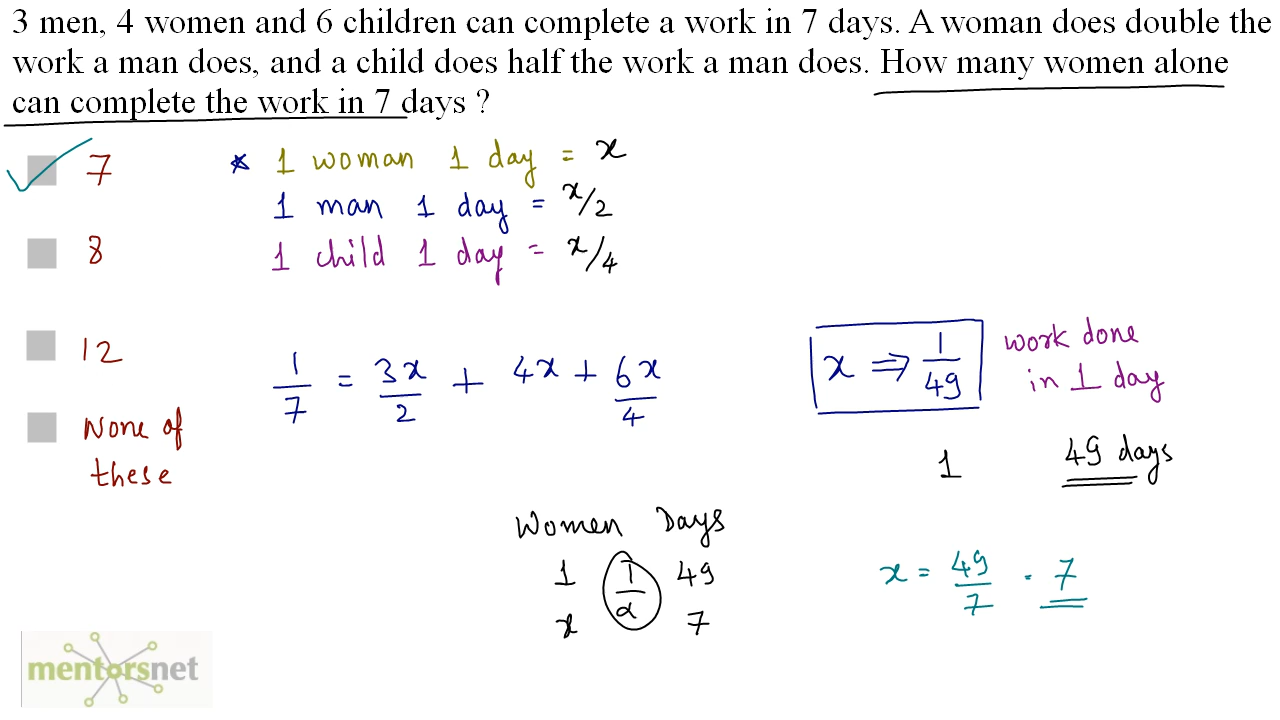 3 men, 4 women and 6 children can complete a work in 7 days. A woman does double the
work a man does, and a child does half the work a man does. How many women alone
can complete the work in 7 days ?
7
8
12
None of
these
* 1 woman 1 day = x
1 man 1 day = x/2
1 child 1 day = x/4
1/7 = 3x/2 + 4x + 6x/4
x ⇒ 1/49
work done
in 1 day
1 49 days
Women Days
1 1/α 49
x 7
x = 49/7 = 7
mentorsnet